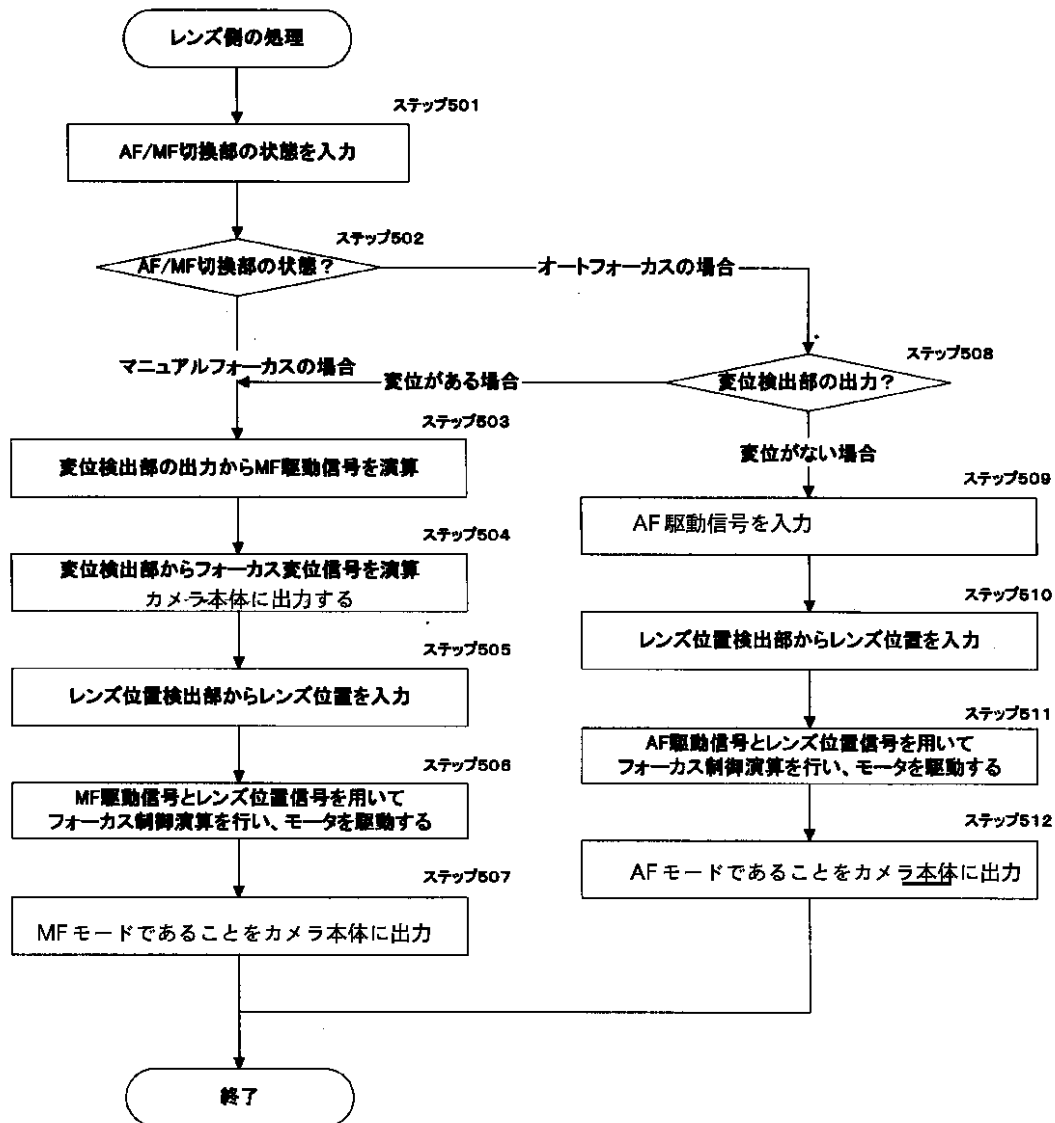 レンズ側の処理
ステップ501
AF/MF切換部の状態を入力
ステップ502
AF/MF切換部の状態？
オートフォーカスの場合
マニュアルフォーカスの場合
ステップ508
変位検出部の出力？
変位がある場合
変位がない場合
ステップ503
変位検出部の出力からMF駆動信号を演算
ステップ504
変位検出部からフォーカス変位信号を演算
カメラ本体に出力する
ステップ505
レンズ位置検出部からレンズ位置を入力
ステップ506
MF駆動信号とレンズ位置信号を用いて
フォーカス制御演算を行い、モータを駆動する
ステップ507
MFモードであることをカメラ本体に出力
ステップ509
AF駆動信号を入力
ステップ510
レンズ位置検出部からレンズ位置を入力
ステップ511
AF駆動信号とレンズ位置信号を用いて
フォーカス制御演算を行い、モータを駆動する
ステップ512
AFモードであることをカメラ本体に出力
終了